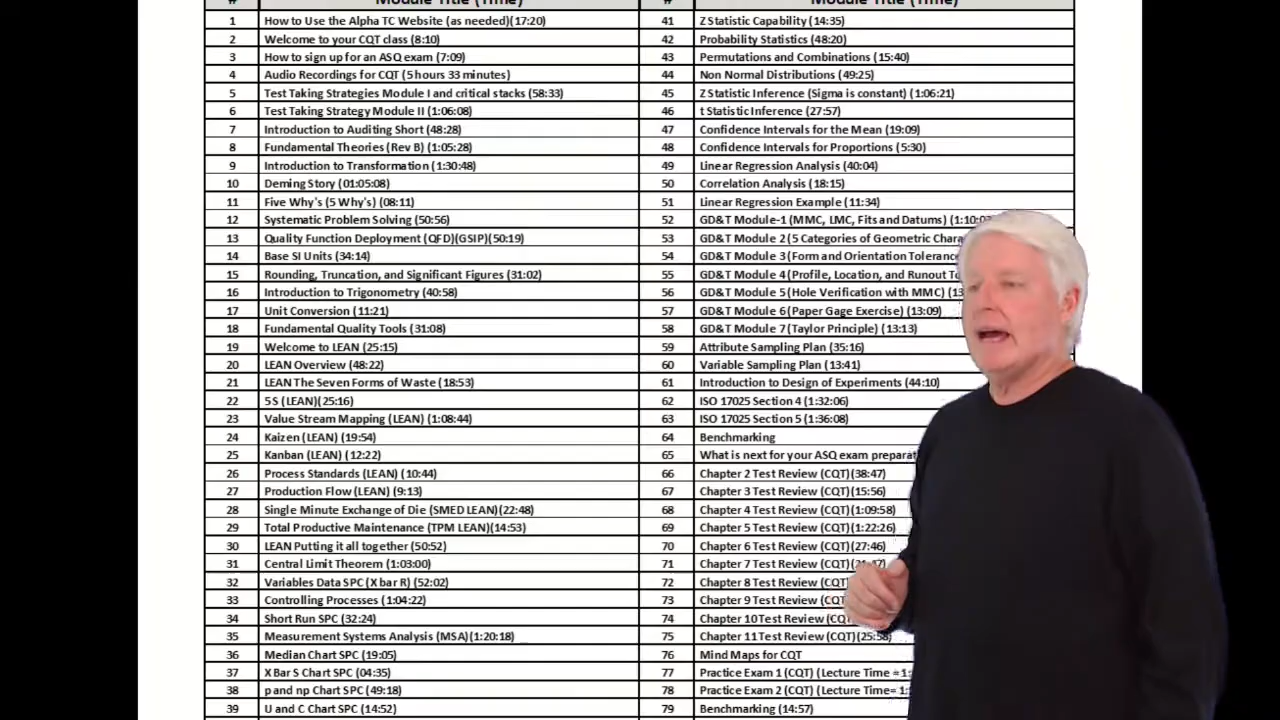 # Module Title (Time) # Module Title (Time)
1 How to Use the Alpha TC Website (as needed)(17:20) 41 Z Statistic Capability (14:35)
2 Welcome to your CQT class (8:10) 42 Probability Statistics (48:20)
3 How to sign up for an ASQ exam (7:09) 43 Permutations and Combinations (15:40)
4 Audio Recordings for CQT (5 hours 33 minutes) 44 Non Normal Distributions (49:25)
5 Test Taking Strategies Module I and critical stacks (58:33) 45 Z Statistic Inference (Sigma is constant) (1:06:21)
6 Test Taking Strategy Module II (1:06:08) 46 t Statistic Inference (27:57)
7 Introduction to Auditing Short (48:28) 47 Confidence Intervals for the Mean (19:09)
8 Fundamental Theories (Rev B) (1:05:28) 48 Confidence Intervals for Proportions (5:30)
9 Introduction to Transformation (1:30:48) 49 Linear Regression Analysis (40:04)
10 Deming Story (01:05:08) 50 Correlation Analysis (18:15)
11 Five Why's (5 Why's) (08:11) 51 Linear Regression Example (11:34)
12 Systematic Problem Solving (50:56) 52 GD&T Module-1 (MMC, LMC, Fits and Datums)
13 Quality Function Deployment (QFD)(GSIP)(50:19) 53 GD&T Module 2 (5 Categories of Geometric
14 Base SI Units (34:14) 54 GD&T Module 3 (Form and Orientation
15 Rounding, Truncation, and Significant Figures (31:02) 55 GD&T Module 4 (Profile, Location, and Runout
16 Introduction to Trigonometry (40:58) 56 GD&T Module 5 (Hole Verification with MMC)
17 Unit Conversion (11:21) 57 GD&T Module 6 (Paper Gage Exercise) (13:09)
18 Fundamental Quality Tools (31:08) 58 GD&T Module 7 (Taylor Principle) (13:13)
19 Welcome to LEAN (25:15) 59 Attribute Sampling Plan (35:16)
20 LEAN Overview (48:22) 60 Variable Sampling Plan (13:41)
21 LEAN The Seven Forms of Waste (18:53) 61 Introduction to Design of Experiments (44:10)
22 5 S (LEAN)(25:16) 62 ISO 17025 Section 4 (1:32:06)
23 Value Stream Mapping (LEAN) (1:08:44) 63 ISO 17025 Section 5 (1:36:08)
24 Kaizen (LEAN) (19:54) 64 Benchmarking
25 Kanban (LEAN) (12:22) 65 What is next for your ASQ exam
26 Process Standards (LEAN) (10:44) 66 Chapter 2 Test Review (CQT)(38:47)
27 Production Flow (LEAN) (9:13) 67 Chapter 3 Test Review (CQT)(15:56)
28 Single Minute Exchange of Die (SMED LEAN)(22:48) 68 Chapter 4 Test Review (CQT)(1:09:58)
29 Total Productive Maintenance (TPM LEAN)(14:53) 69 Chapter 5 Test Review (CQT)(1:22:26)
30 LEAN Putting it all together (50:52) 70 Chapter 6 Test Review (CQT)(27:46)
31 Central Limit Theorem (1:03:00) 71 Chapter 7 Test Review (CQT)
32 Variables Data SPC (X bar R) (52:02) 72 Chapter 8 Test Review (CQT)
33 Controlling Processes (1:04:22) 73 Chapter 9 Test Review
34 Short Run SPC (32:24) 74 Chapter 10 Test Review
35 Measurement Systems Analysis (MSA)(1:20:18) 75 Chapter 11 Test Review (CQT)(25:58)
36 Median Chart SPC (19:05) 76 Mind Maps for CQT
37 X Bar S Chart SPC (04:35) 77 Practice Exam 1 (CQT) (Lecture Time
38 p and np Chart SPC (49:18) 78 Practice Exam 2 (CQT) (Lecture Time=
39 U and C Chart SPC (14:52) 79 Benchmarking (14:57)